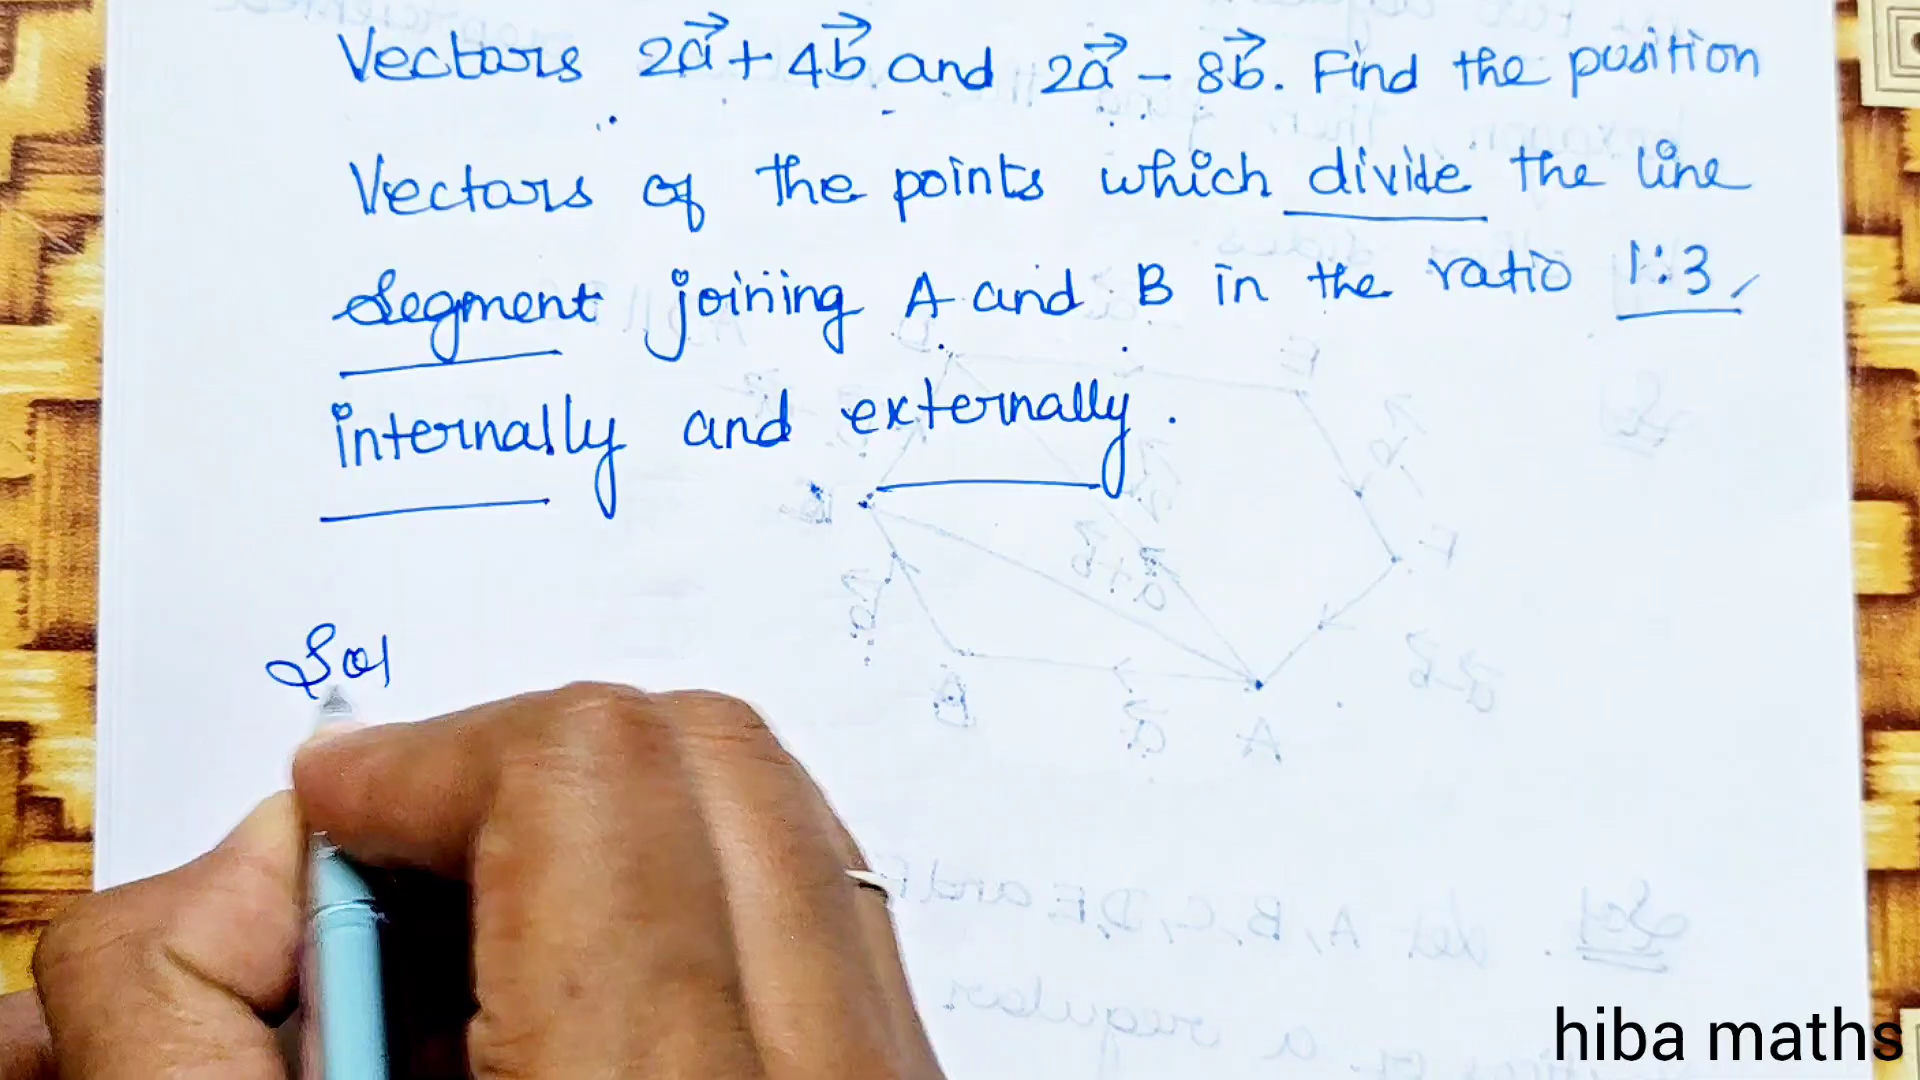 Vectors 2a⃗ + 4b⃗ and 2a⃗ - 8b⃗. Find the position
Vectors of the points which divide the line
Segment joining A and B in the ratio 1:3,
internally and externally.
Sol
hiba maths